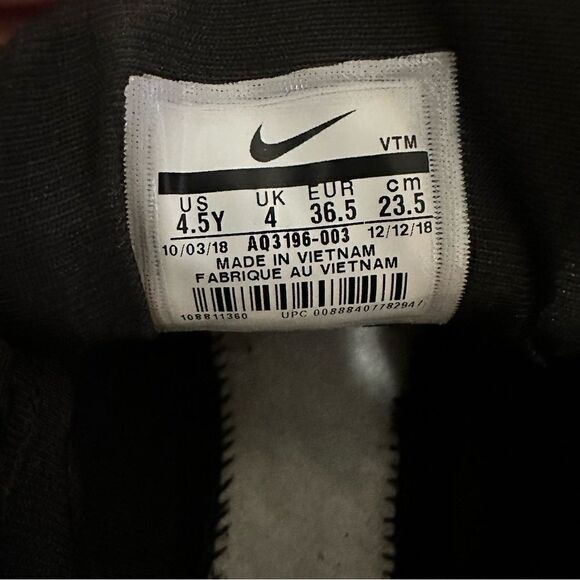 VTM
US UK EUR cm
4.5Y 4 36.5 23.5
10/03/18 AQ3196-003 12/12/18
MADE IN VIETNAM
FABRIQUE AU VIETNAM
108811360 UPC 00888407782947